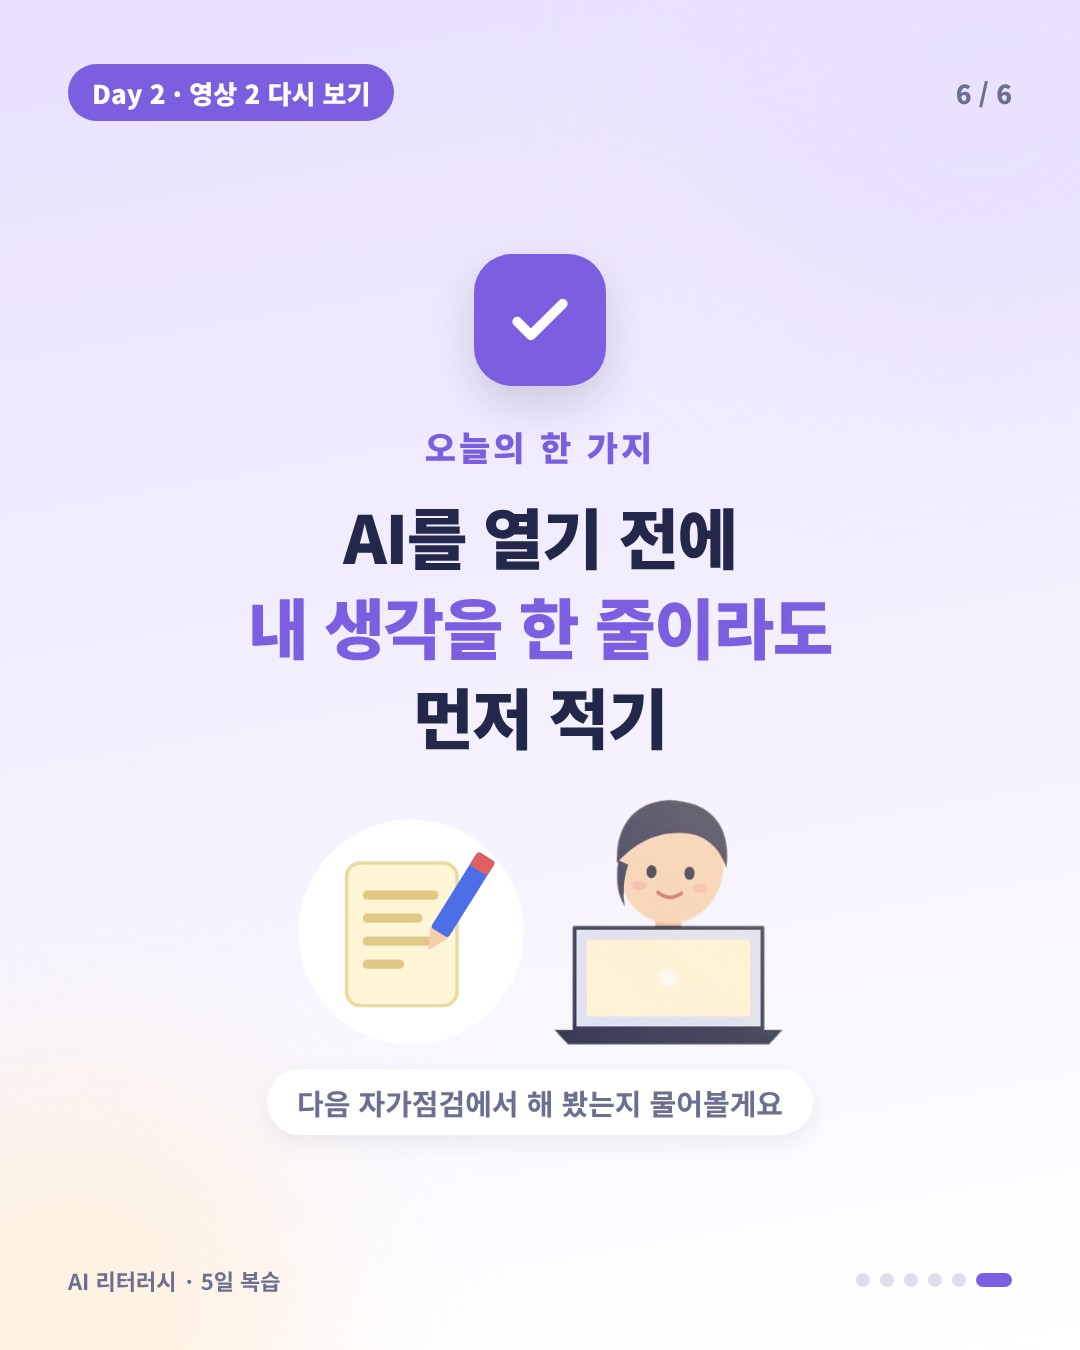 Day 2 · 영상 2 다시 보기
6 / 6
오늘의 한 가지
AI를 열기 전에
내 생각을 한 줄이라도
먼저 적기
다음 자가점검에서 해 봤는지 물어볼게요
AI 리터러시 · 5일 복습